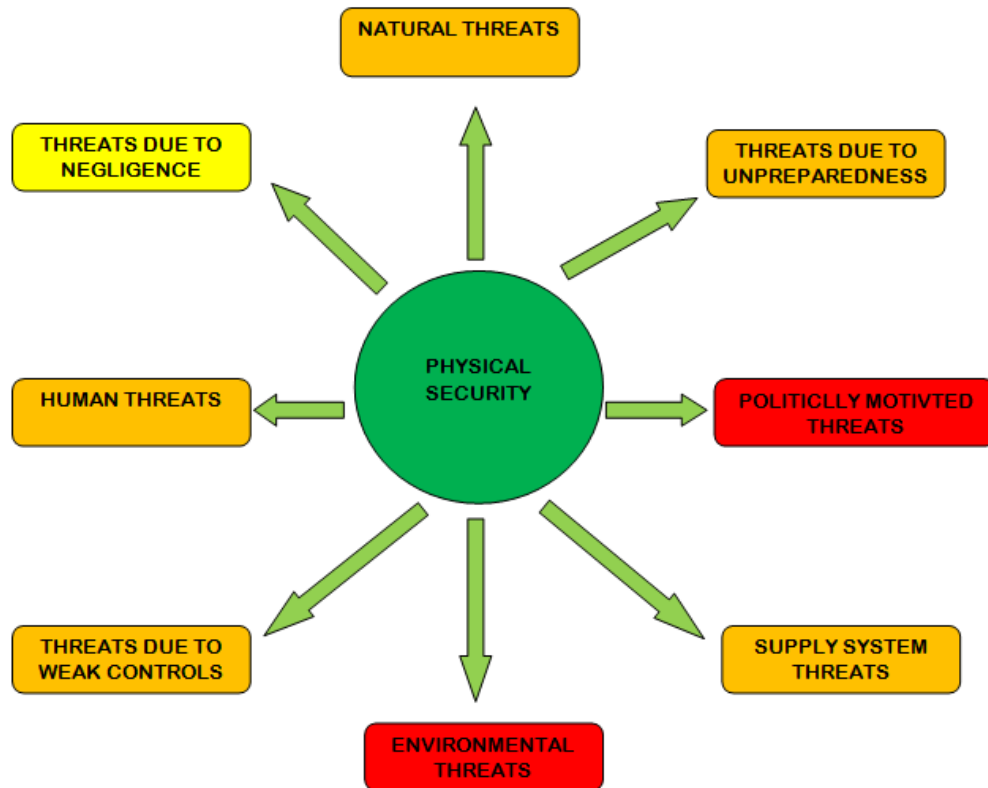 NATURAL THREATS
THREATS DUE TO
NEGLIGENCE
THREATS DUE TO
UNPREPAREDNESS
PHYSICAL
SECURITY
HUMAN THREATS
POLITICLLY MOTIVTED
THREATS
THREATS DUE TO
WEAK CONTROLS
SUPPLY SYSTEM
THREATS
ENVIRONMENTAL
THREATS